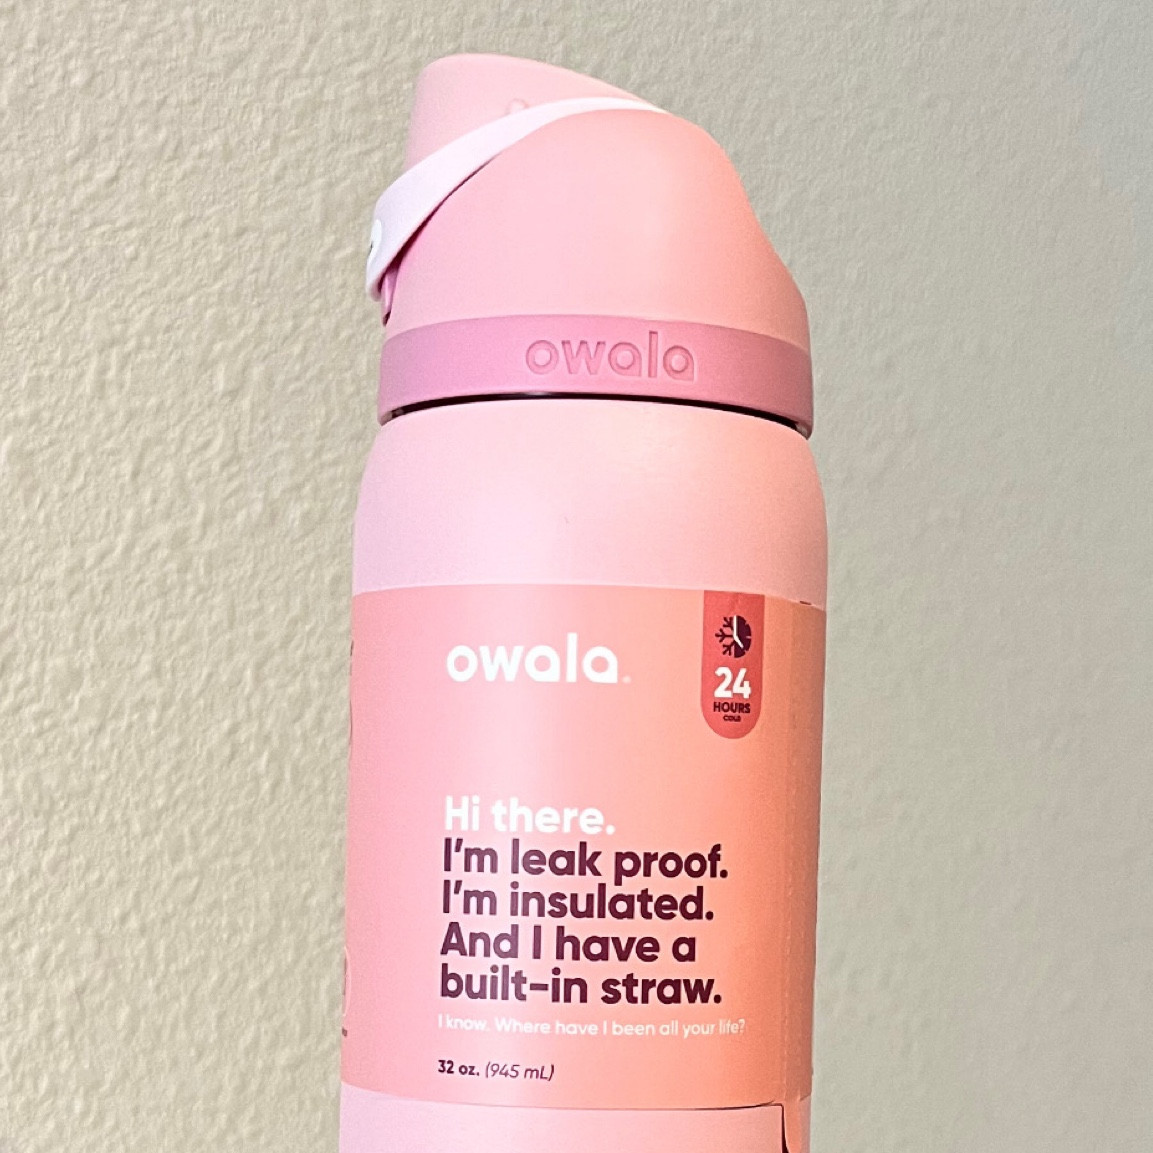 owala
owala®
24
HOURS
COLD
Hi there.
I'm leak proof.
I'm insulated.
And I have a
built-in straw.
I know. Where have I been all your life?
32 oz. (945 mL)